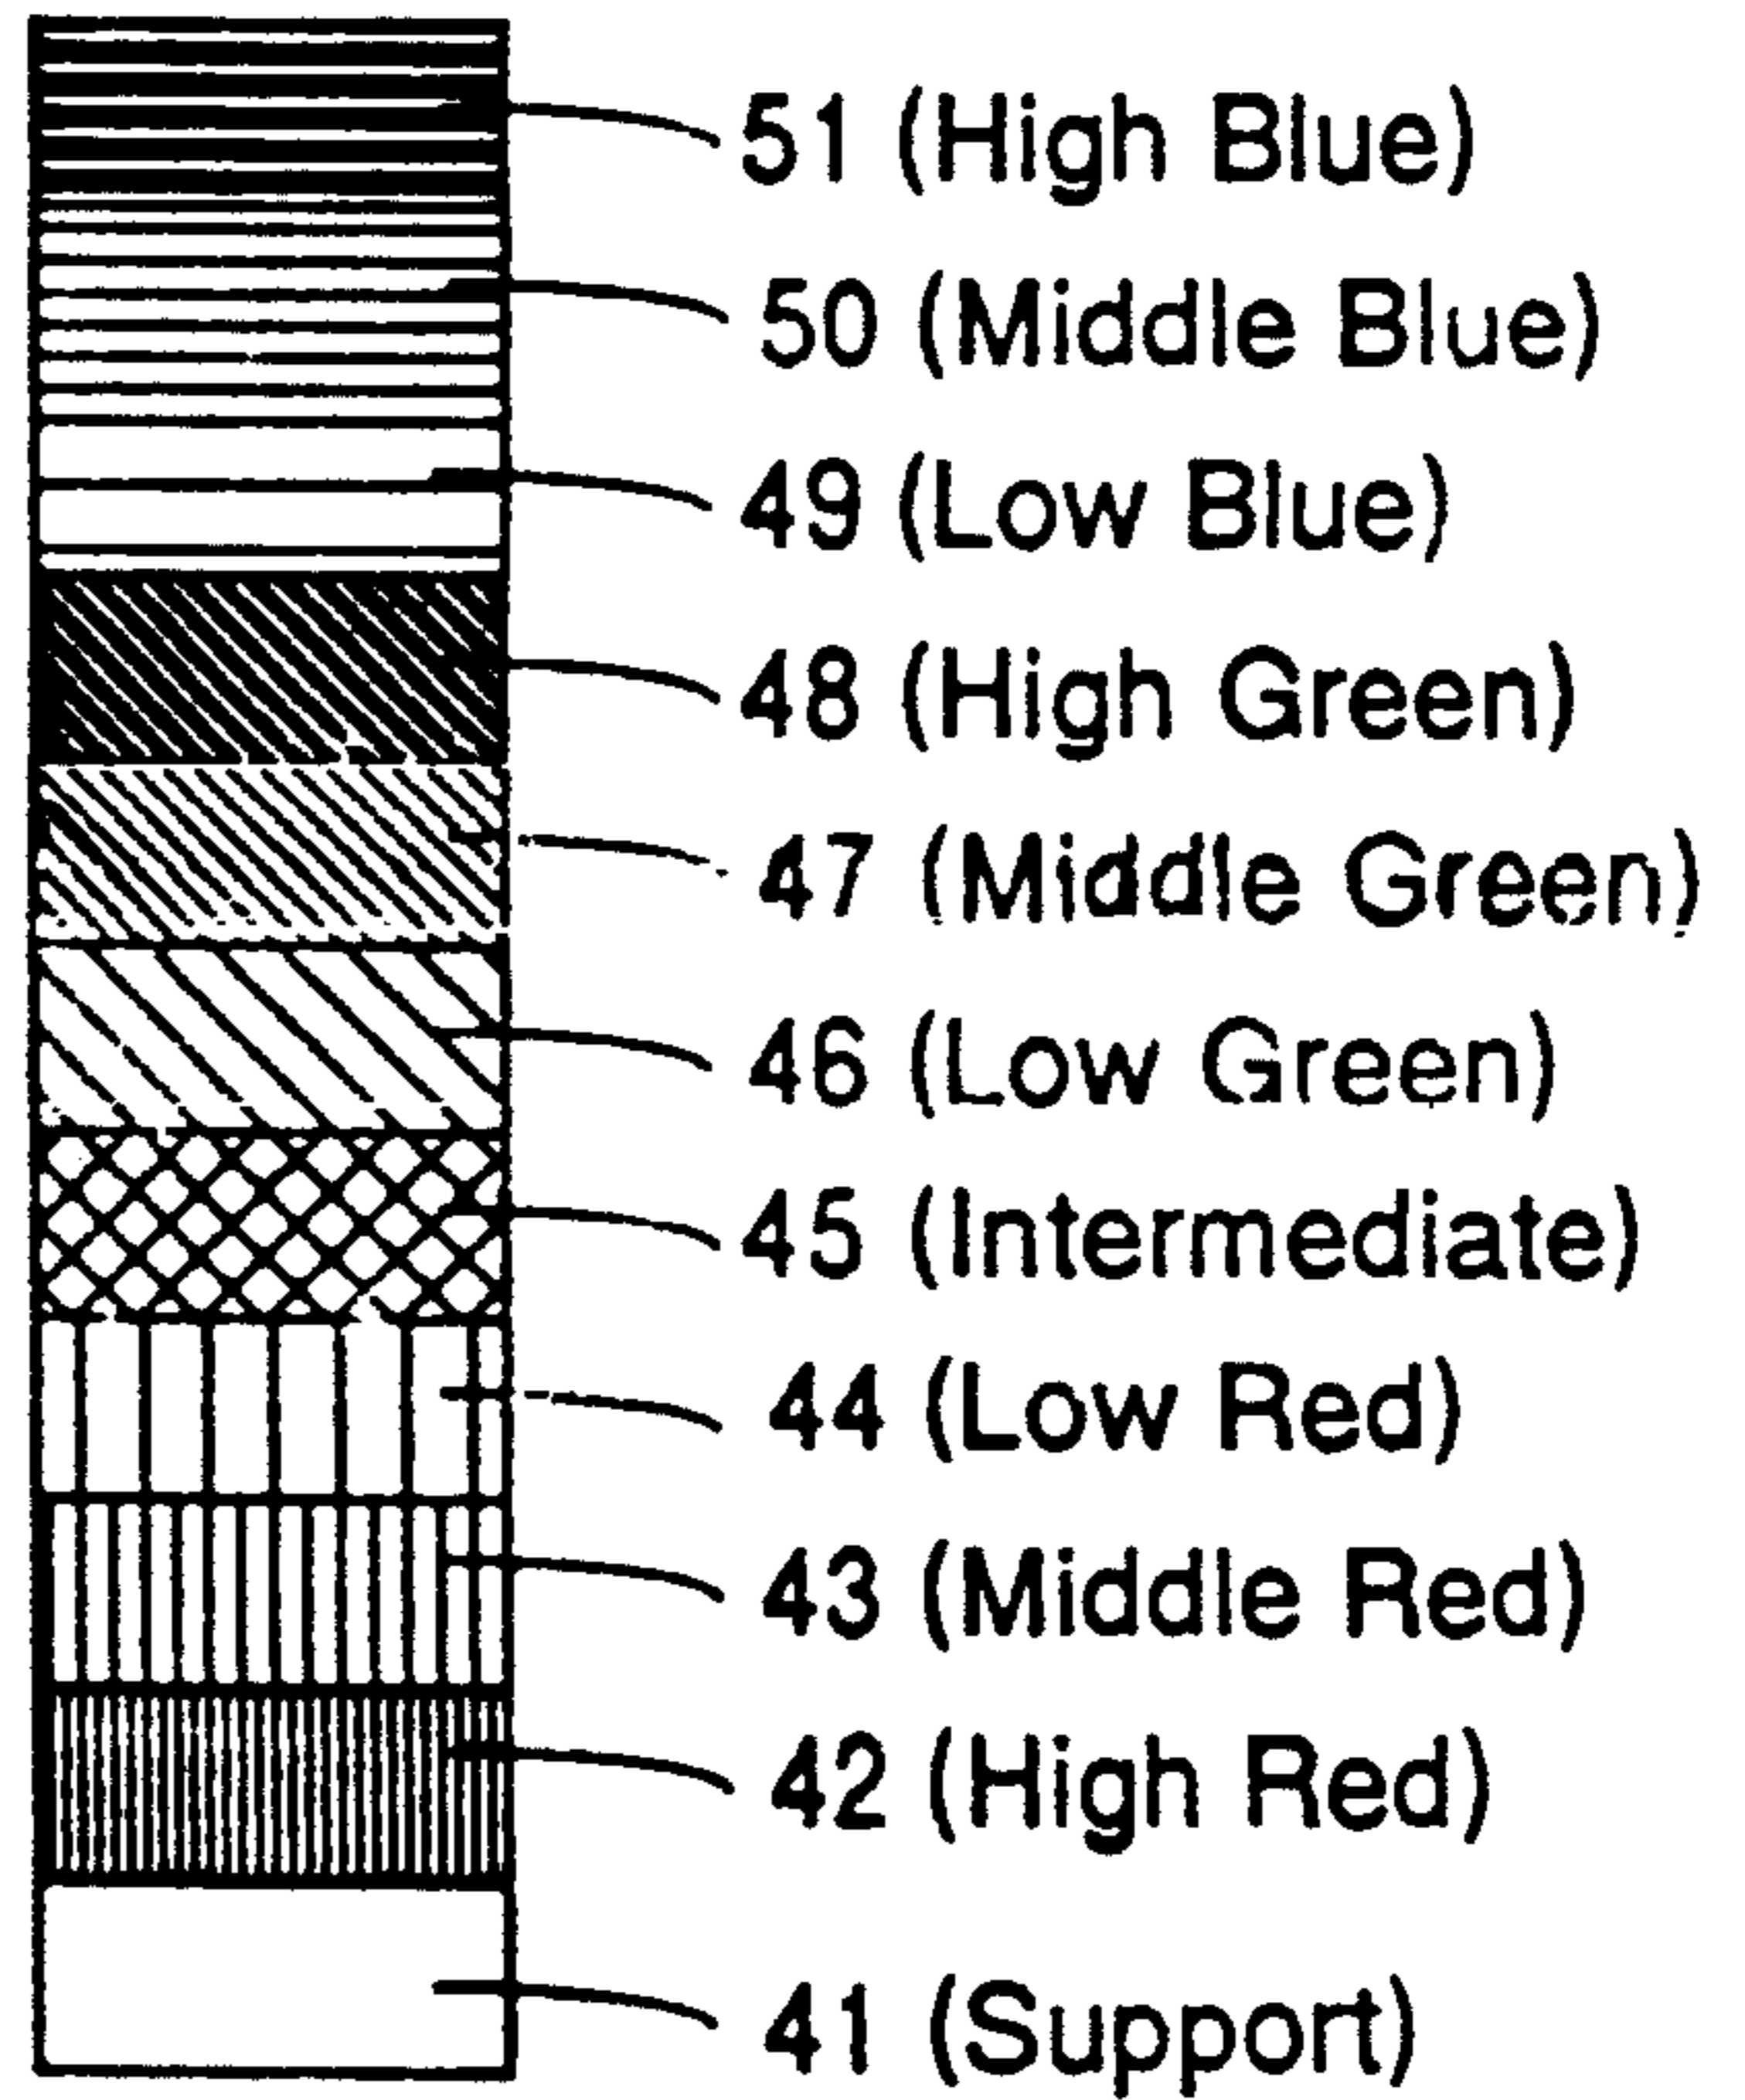 51 (High Blue)
50 (Middle Blue)
49 (Low Blue)
48 (High Green)
47 (Middle Green)
46 (Low Green)
45 (Intermediate)
44 (Low Red)
43 (Middle Red)
42 (High Red)
41 (Support)